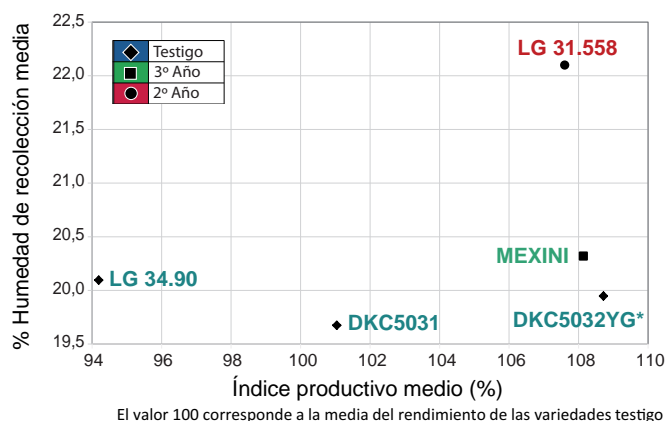 22,5
22,0
21,5
21,0
20,5
20,0
19,5
% Humedad de recolección media
Testigo
3º Año
2º Año
LG 31.558
MEXINI
LG 34.90
DKC5031
DKC5032YG*
94 96 98 100 102 104 106 108 110
Índice productivo medio (%)
El valor 100 corresponde a la media del rendimiento de las variedades testigo